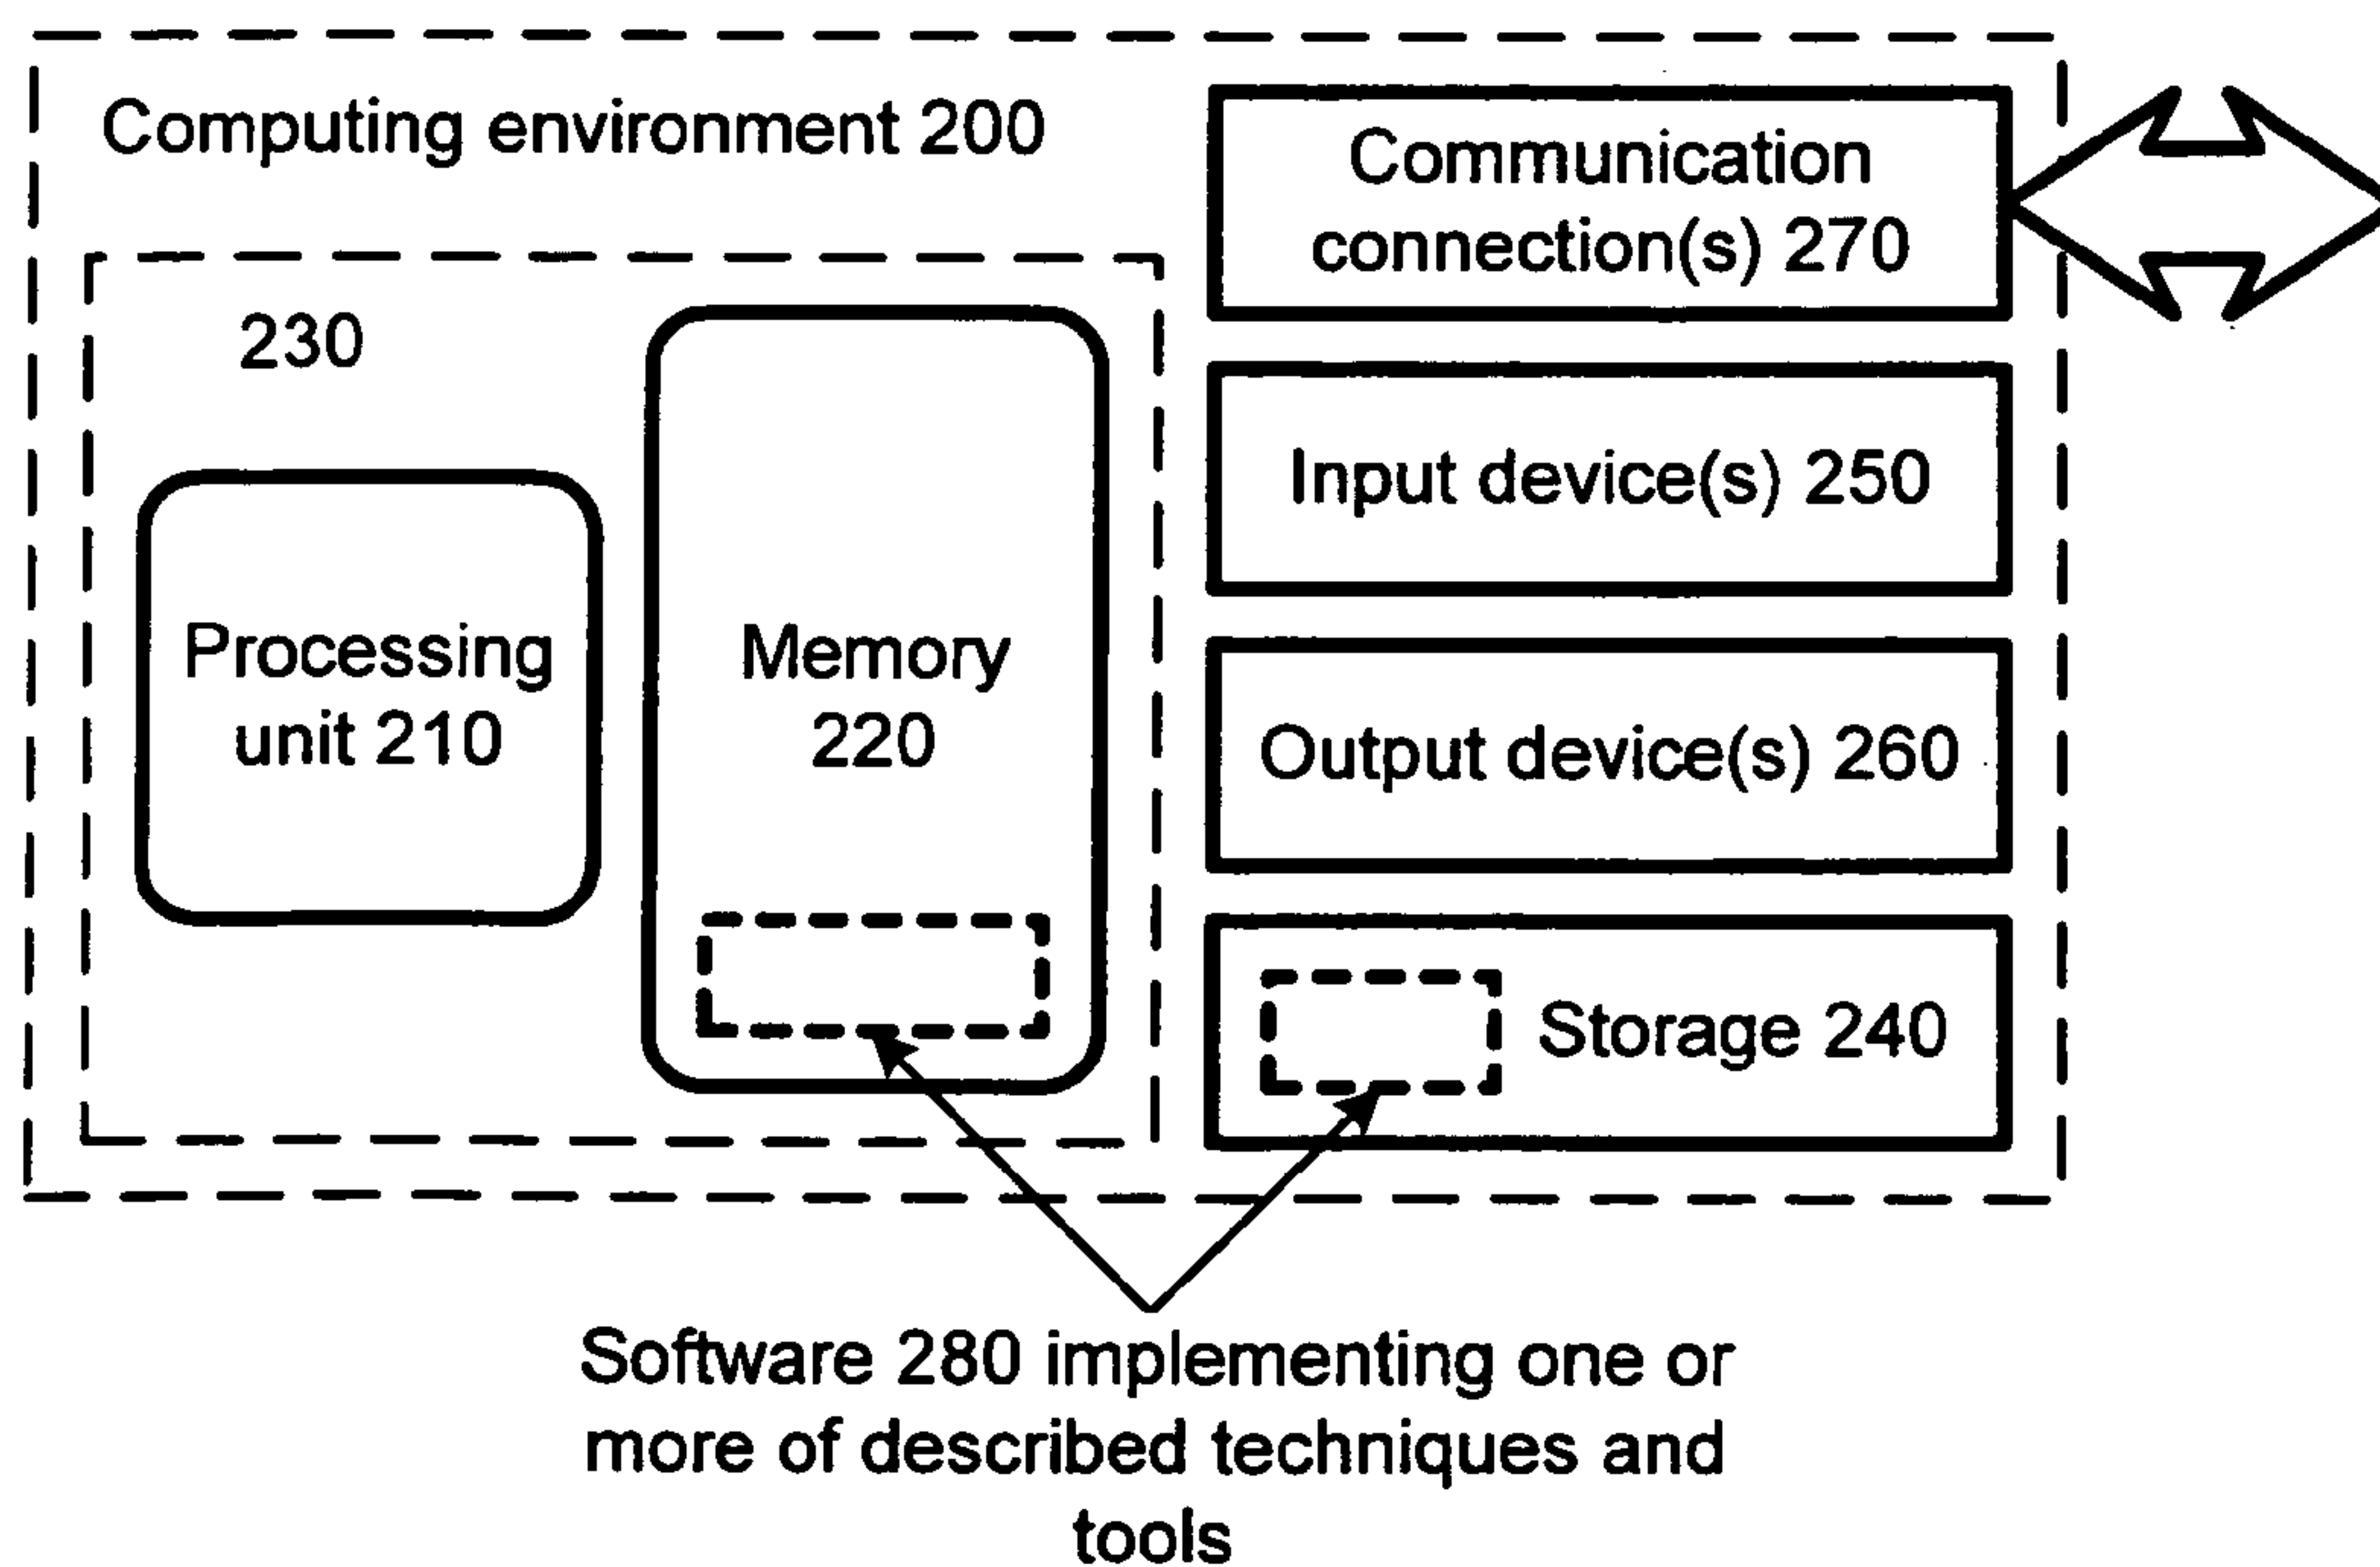 Computing environment 200
230
Processing
unit 210
Memory
220
Communication
connection(s) 270
Input device(s) 250
Output device(s) 260
Storage 240
Software 280 implementing one or
more of described techniques and
tools